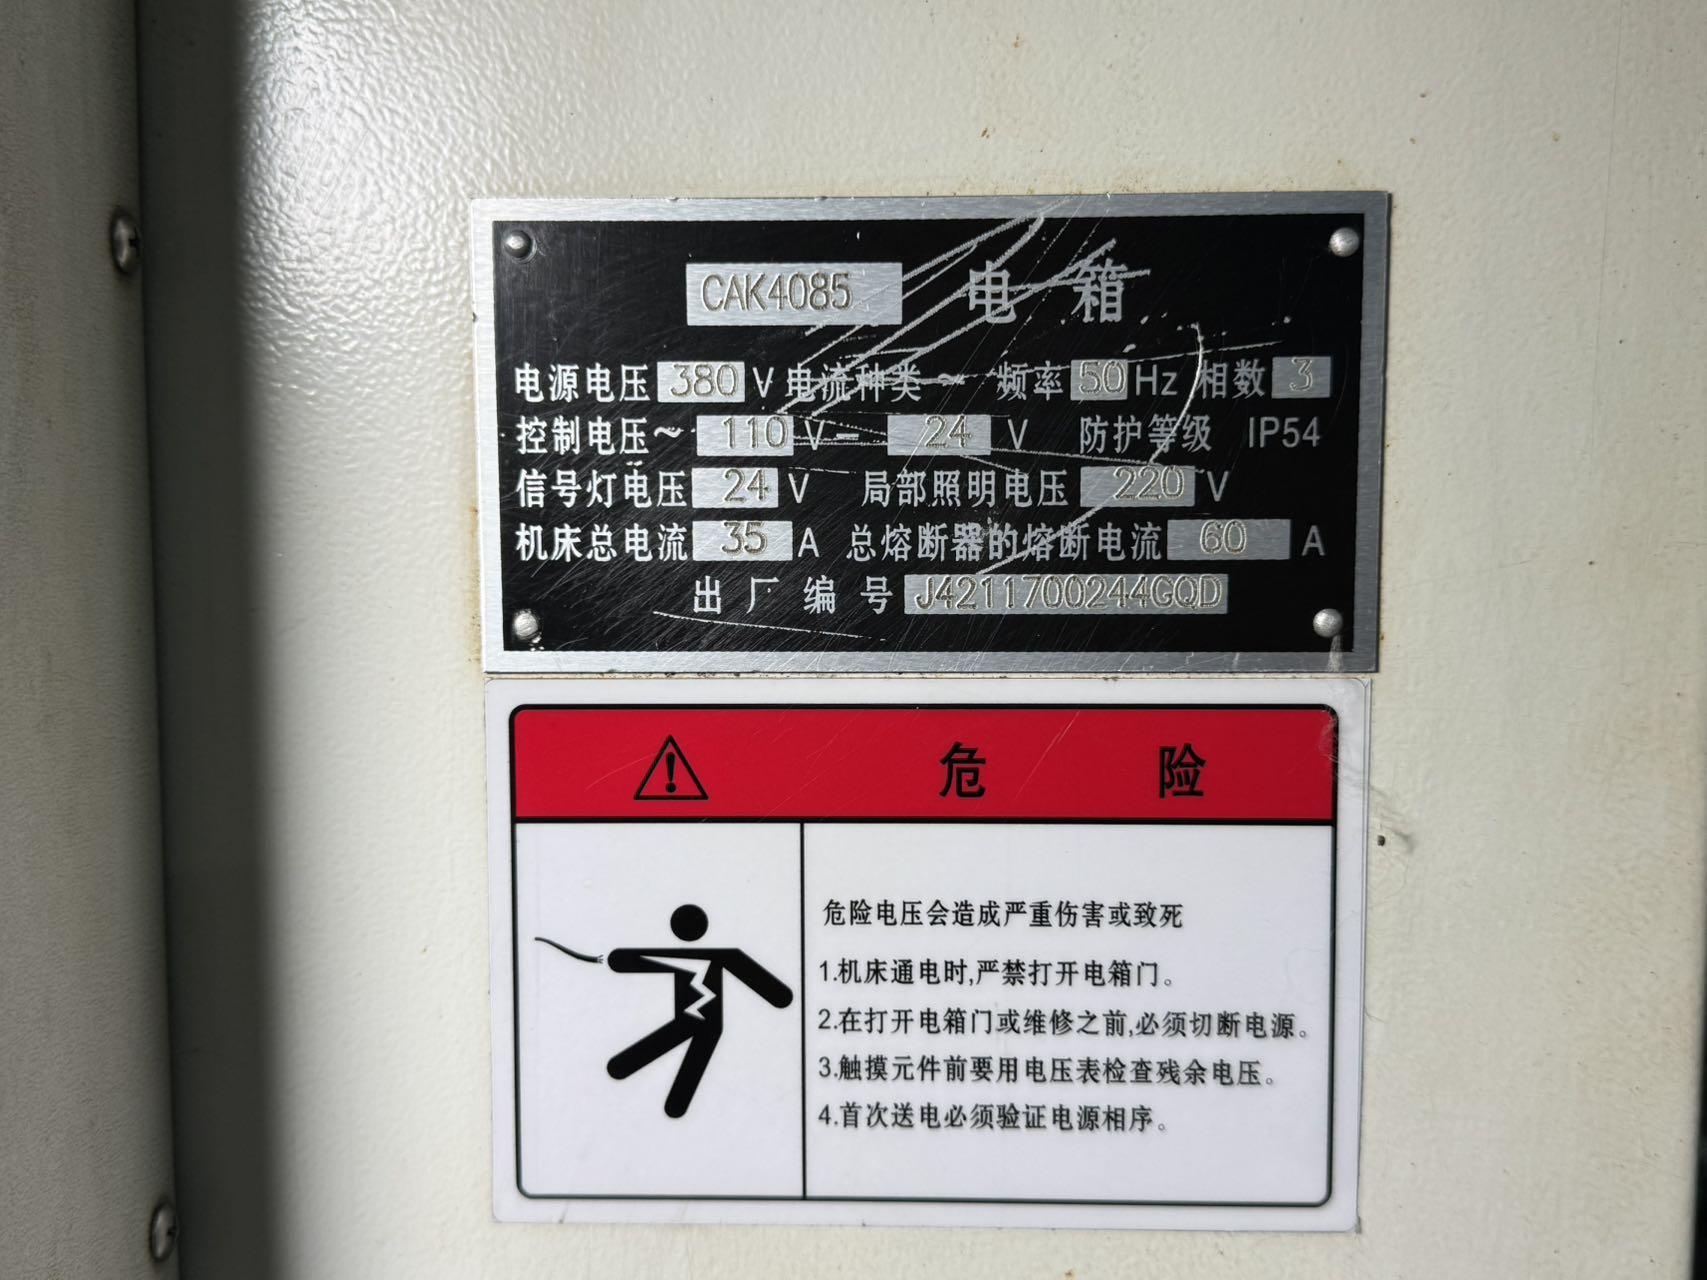 CAK4085 电箱
电源电压 380 V 电流种类 ~ 频率 50 Hz 相数 3
控制电压~ 110 V - 24 V 防护等级 IP54
信号灯电压 24 V 局部照明电压 220 V
机床总电流 35 A 总熔断器的熔断电流 60 A
出厂编号 J4211700244GQD
危险
危险电压会造成严重伤害或致死
1.机床通电时,严禁打开电箱门。
2.在打开电箱门或维修之前,必须切断电源。
3.触摸元件前要用电压表检查残余电压。
4.首次送电必须验证电源相序。